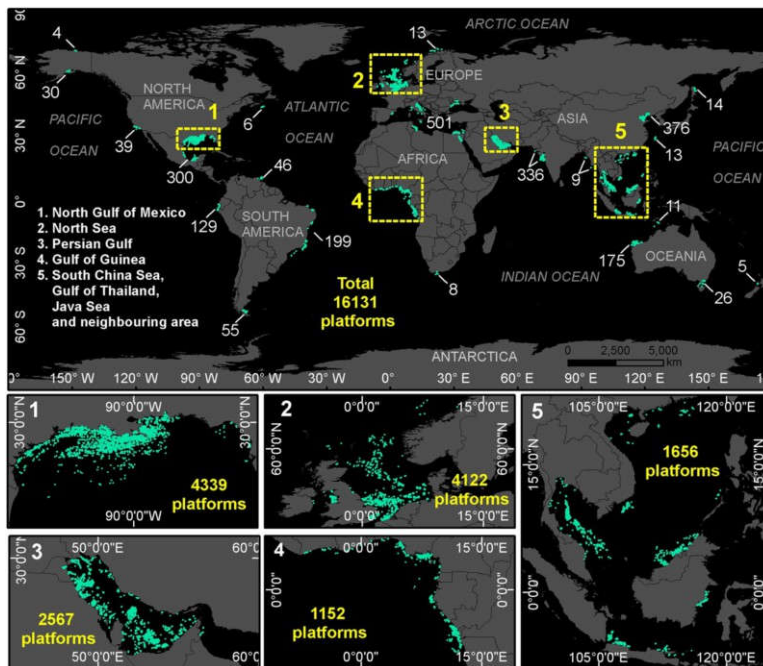 ARCTIC OCEAN
4
13
30
NORTH
AMERICA
1
6
2
EUROPE
14
ATLANTIC
OCEAN
PACIFIC
OCEAN
39
300
46
501
3
ASIA
376
13
336
9
5
PACIFIC
OCEAN
AFRICA
4
129
SOUTH
AMERICA
199
11
1. North Gulf of Mexico
2. North Sea
3. Persian Gulf
4. Gulf of Guinea
5. South China Sea,
Gulf of Thailand,
Java Sea
and neighbouring area
55
Total
16131
platforms
8
INDIAN OCEAN
175
OCEANIA
26
5
ANTARCTICA
0 2,500 5,000
km
90° N
60° N
30° N
0°
30° S
60° S
150° W
120° W
90° W
60° W
30° W
0°
30° E
60° E
90° E
120° E
150° E
1
90°0'0"W
30°0'0"N
30°0'0"N
4339
platforms
90°0'0"W
2
0°0'0"
15°0'0"E
60°0'0"N
60°0'0"N
4122
platforms
0°0'0"
15°0'0"E
5
105°0'0"E
120°0'0"E
15°0'0"N
15°0'0"N
1656
platforms
0°0'0"
0°0'0"
105°0'0"E
120°0'0"E
3
50°0'0"E
30°0'0"N
2567
platforms
50°0'0"E
4
0°0'0"
15°0'0"E
0°0'0"
0°0'0"
1152
platforms
0°0'0"
15°0'0"E